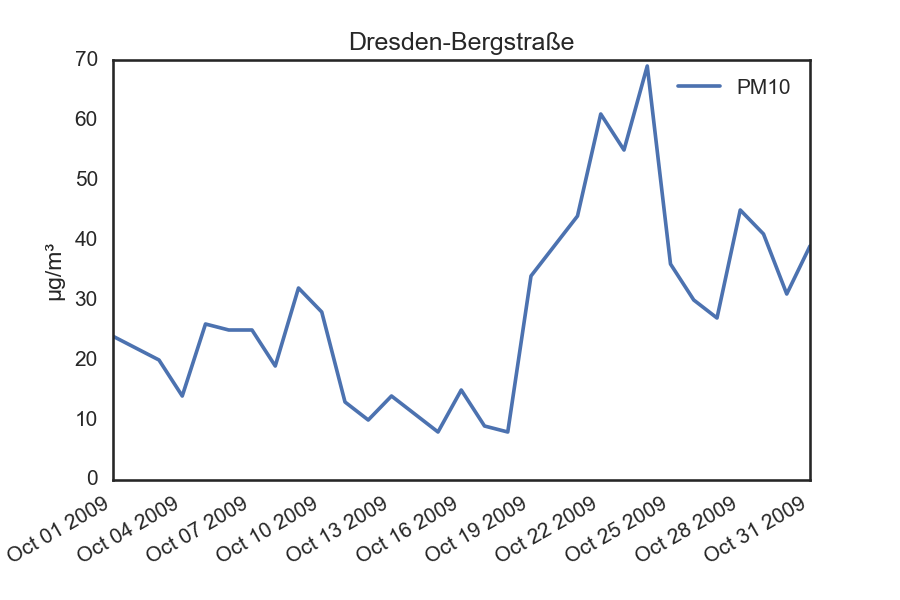 Dresden-Bergstraße
70
60
50
40
30
20
10
0
µg/m³
PM10
Oct 01 2009
Oct 04 2009
Oct 07 2009
Oct 10 2009
Oct 13 2009
Oct 16 2009
Oct 19 2009
Oct 22 2009
Oct 25 2009
Oct 28 2009
Oct 31 2009